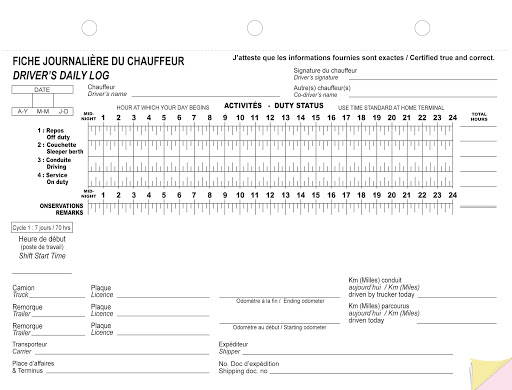 FICHE JOURNALIÈRE DU CHAUFFEUR
DRIVER'S DAILY LOG
J'atteste que les informations fournies sont exactes / Certified true and correct.
Signature du chauffeur
Driver's signature
DATE
A-Y M-M J-D
Chauffeur
Driver's name
Autre(s) chauffeur(s)
Co-driver's name
HOUR AT WHICH YOUR DAY BEGINS ACTIVITÉS - DUTY STATUS USE TIME STANDARD AT HOME TERMINAL
MID-NIGHT 1 2 3 4 5 6 7 8 9 10 11 12 13 14 15 16 17 18 19 20 21 22 23 24 TOTAL HOURS
1 : Repos
Off duty
2 : Couchette
Sleeper berth
3 : Conduite
Driving
4 : Service
On duty
MID-NIGHT 1 2 3 4 5 6 7 8 9 10 11 12 13 14 15 16 17 18 19 20 21 22 23 24
ONSERVATIONS
REMARKS
Cycle 1 : 7 jours / 70 hrs
Heure de début
(poste de travail)
Shift Start Time
Camion
Truck
Plaque
Licence
Remorque
Trailer
Plaque
Licence
Remorque
Trailer
Plaque
Licence
Odomètre à la fin / Ending odometer
Odomètre au début / Starting odometer
Km (Miles) conduit
aujourd'hui / Km (Miles)
driven by trucker today
Km (Miles) parcourus
aujourd'hui / Km (Miles)
driven today
Transporteur
Carrier
Expéditeur
Shipper
Place d'affaires
& Terminus
No. Doc d'expédition
Shipping doc. no